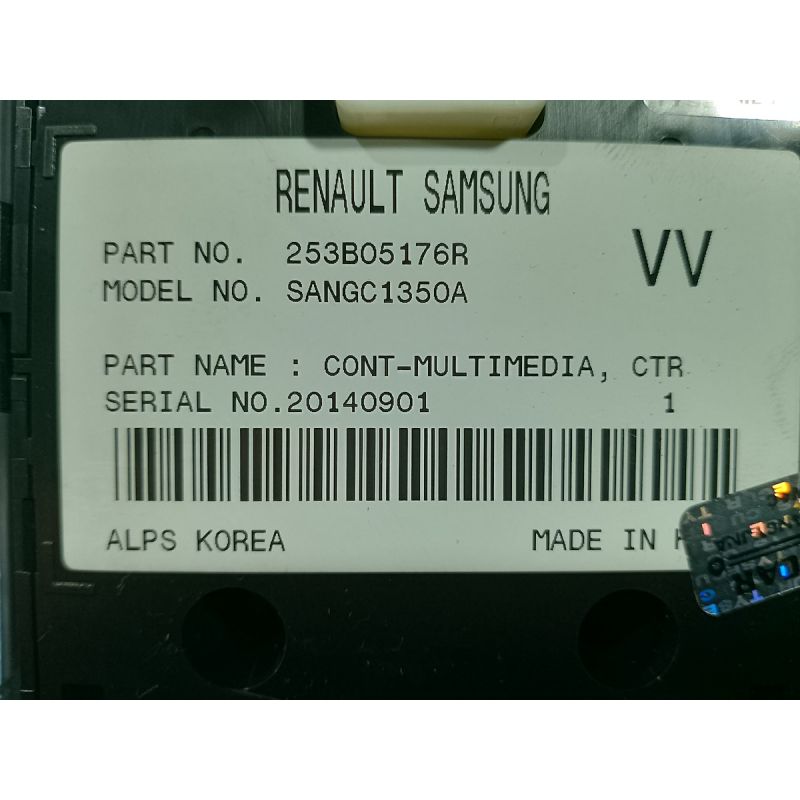 RENAULT SAMSUNG
VV
PART NO. 253B05176R
MODEL NO. SANGC1350A
PART NAME : CONT-MULTIMEDIA, CTR
SERIAL NO.20140901 1
ALPS KOREA MADE IN